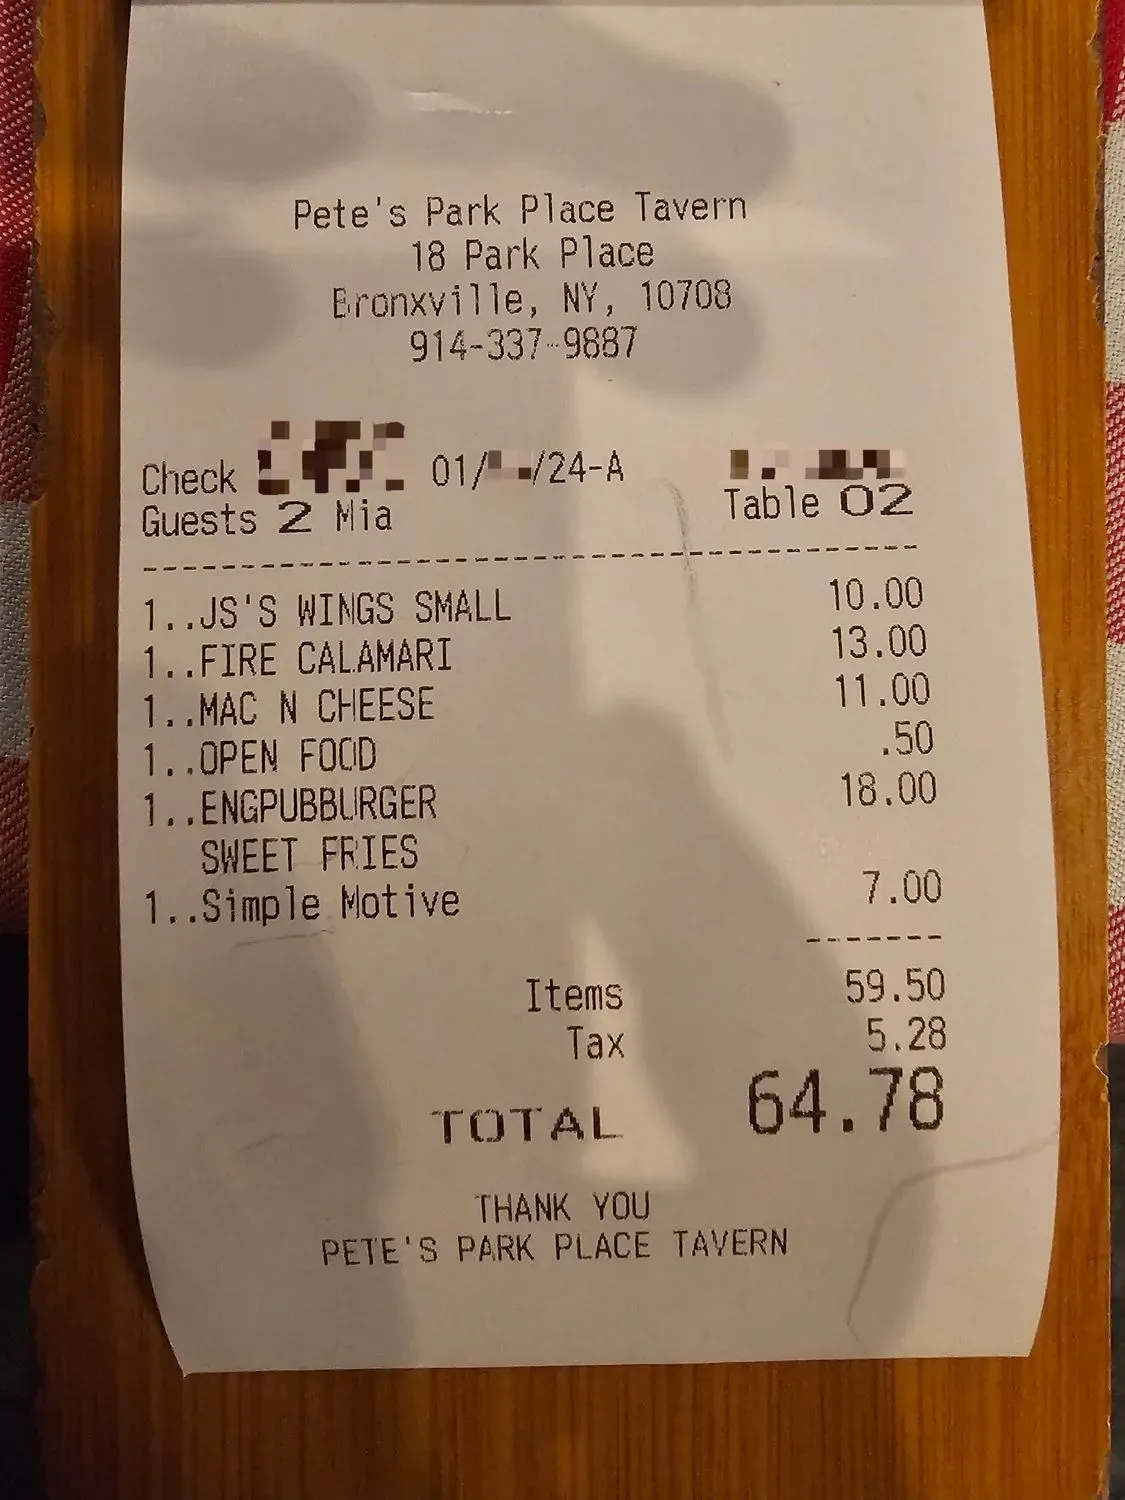 Pete's Park Place Tavern
18 Park Place
Bronxville, NY, 10708
914-337-9887
Check 01/ /24-A
Guests 2 Mia Table 02
1..JS'S WINGS SMALL 10.00
1..FIRE CALAMARI 13.00
1..MAC N CHEESE 11.00
1..OPEN FOOD .50
1..ENGPUBBURGER 18.00
SWEET FRIES
1..Simple Motive 7.00
Items 59.50
Tax 5.28
TOTAL 64.78
THANK YOU
PETE'S PARK PLACE TAVERN